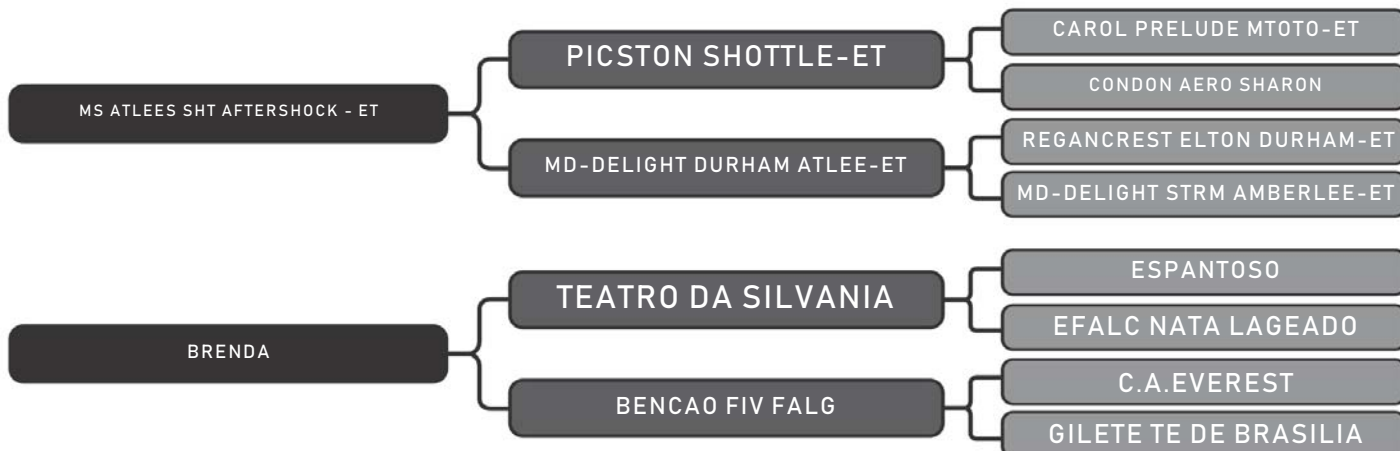 CAROL PRELUDE MTOTO-ET
PICSTON SHOTTLE-ET
CONDON AERO SHARON
MS ATLEES SHT AFTERSHOCK - ET
REGANCREST ELTON DURHAM-ET
MD-DELIGHT DURHAM ATLEE-ET
MD-DELIGHT STRM AMBERLEE-ET
ESPANTOSO
TEATRO DA SILVANIA
EFALC NATA LAGEADO
BRENDA
C.A.EVEREST
BENCAO FIV FALG
GILETE TE DE BRASILIA